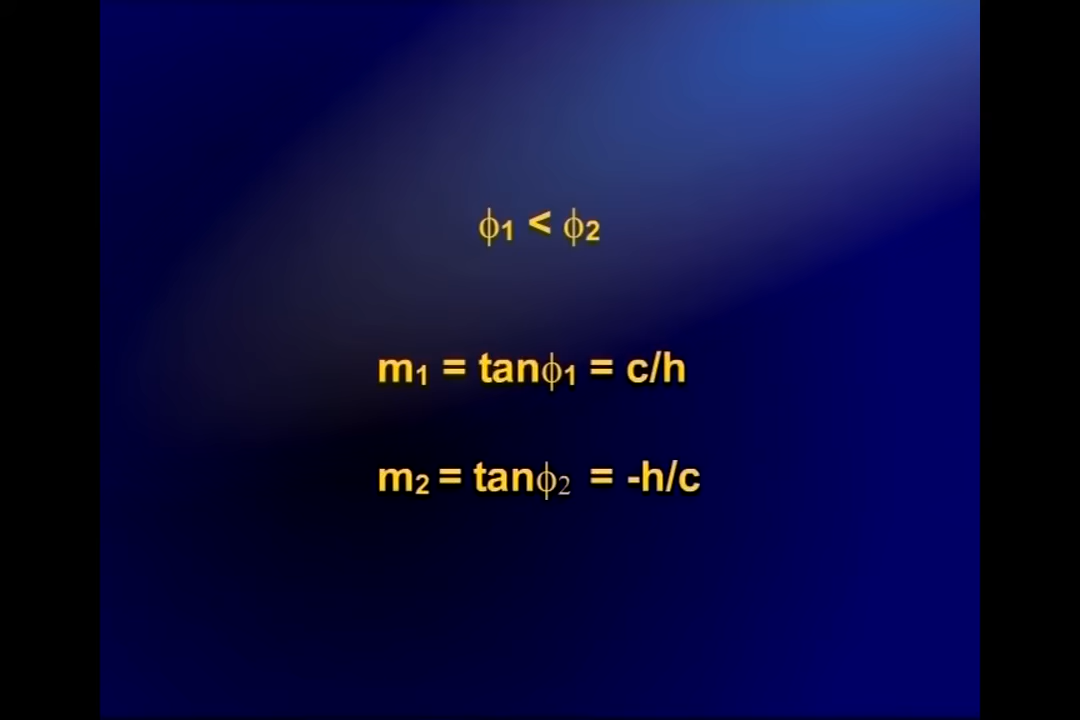 ϕ₁ < ϕ₂
m₁ = tanϕ₁ = c/h
m₂ = tanϕ₂ = -h/c